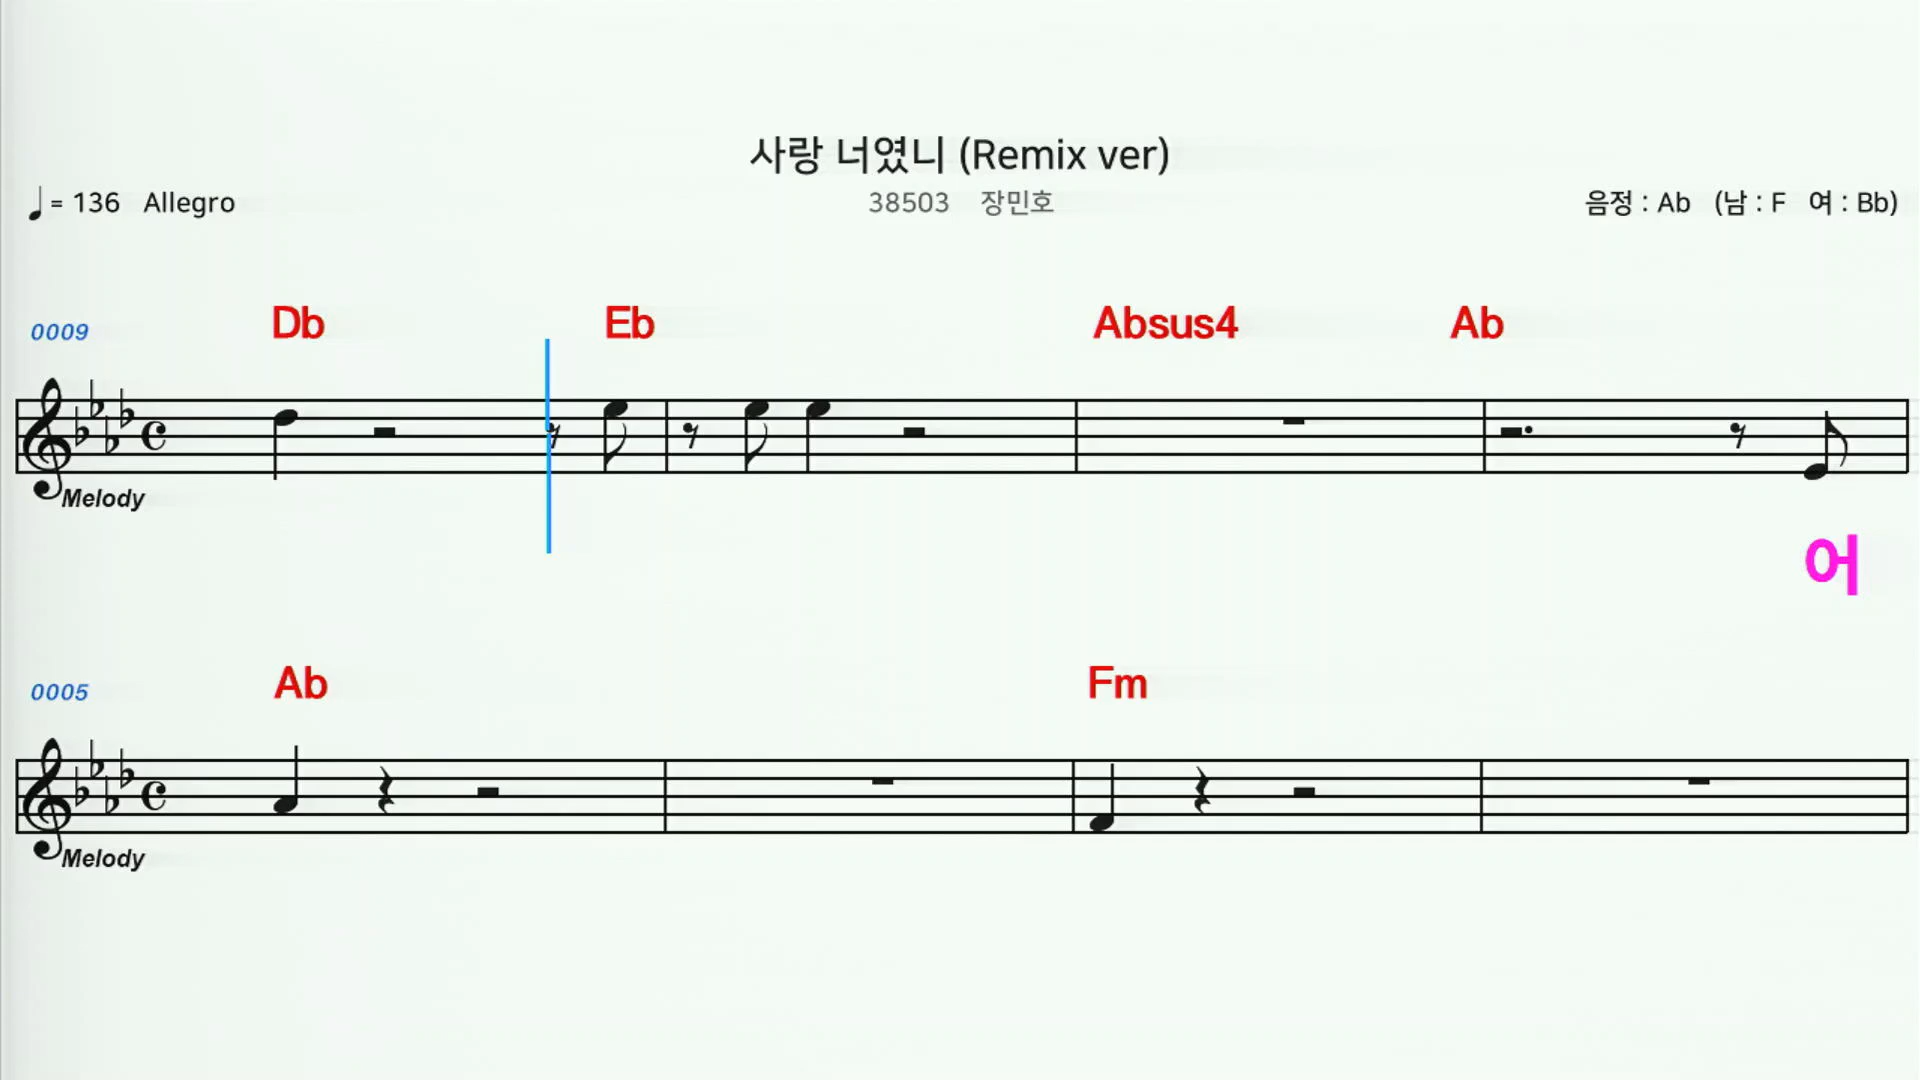 사랑 너였니 (Remix ver)
= 136 Allegro
38503 장민호
음정 : Ab (남 : F 여 : Bb)
0009
Db Eb Absus4 Ab
Melody
어
0005
Ab Fm
Melody